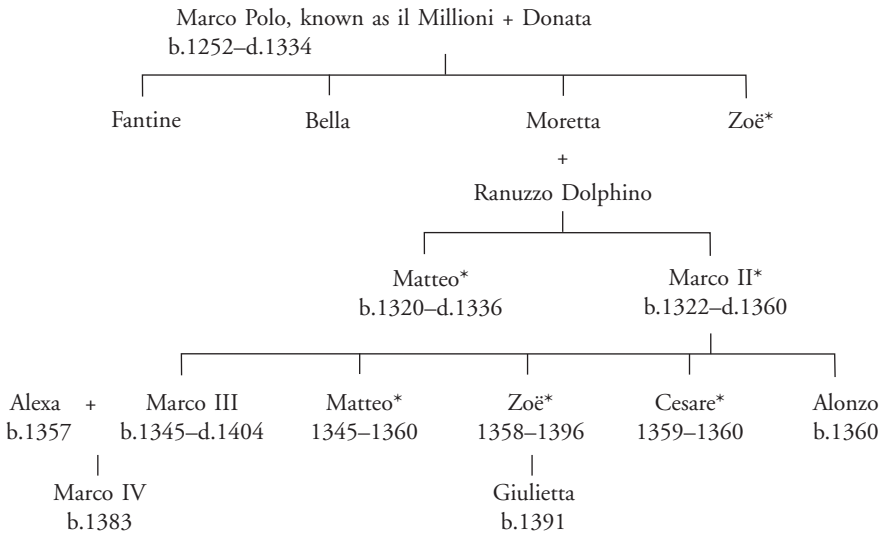 Marco Polo, known as il Millioni + Donata
b.1252–d.1334
Fantine Bella Moretta Zoë*
+
Ranuzzo Dolphino
Matteo* Marco II*
b.1320–d.1336 b.1322–d.1360
Alexa + Marco III Matteo* Zoë* Cesare* Alonzo
b.1357 b.1345–d.1404 1345–1360 1358–1396 1359–1360 b.1360
Marco IV Giulietta
b.1383 b.1391